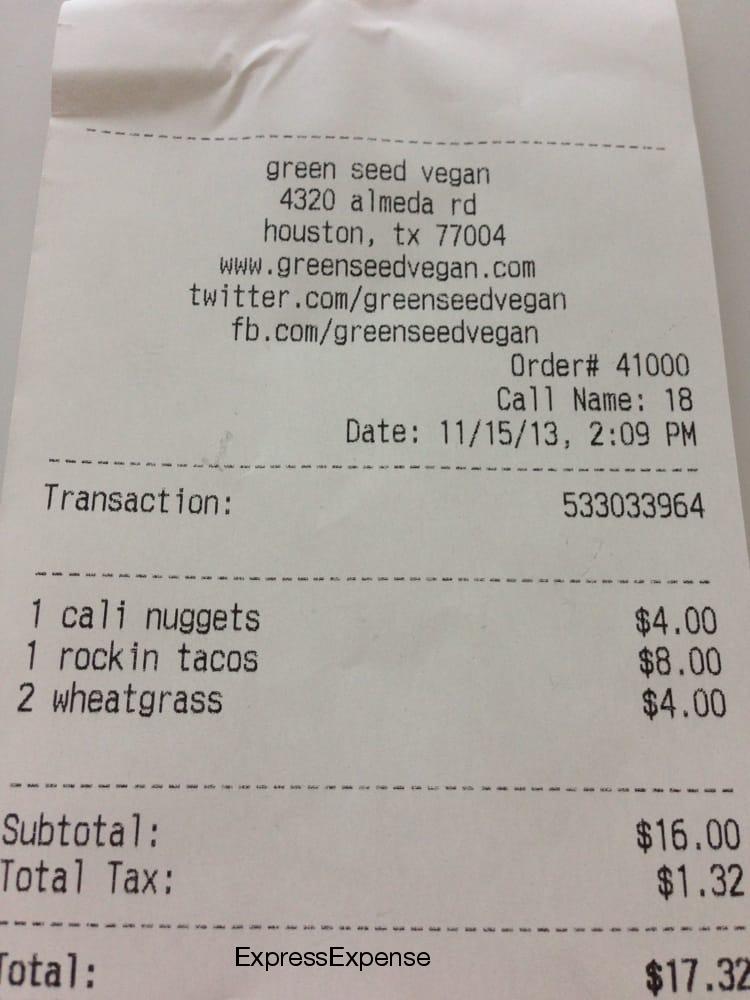 green seed vegan
4320 almeda rd
houston, tx 77004
www.greenseedvegan.com
twitter.com/greenseedvegan
fb.com/greenseedvegan
Order# 41000
Call Name: 18
Date: 11/15/13, 2:09 PM
Transaction: 533033964
1 cali nuggets $4.00
1 rockin tacos $8.00
2 wheatgrass $4.00
Subtotal: $16.00
Total Tax: $1.32
Total: $17.32
ExpressExpense